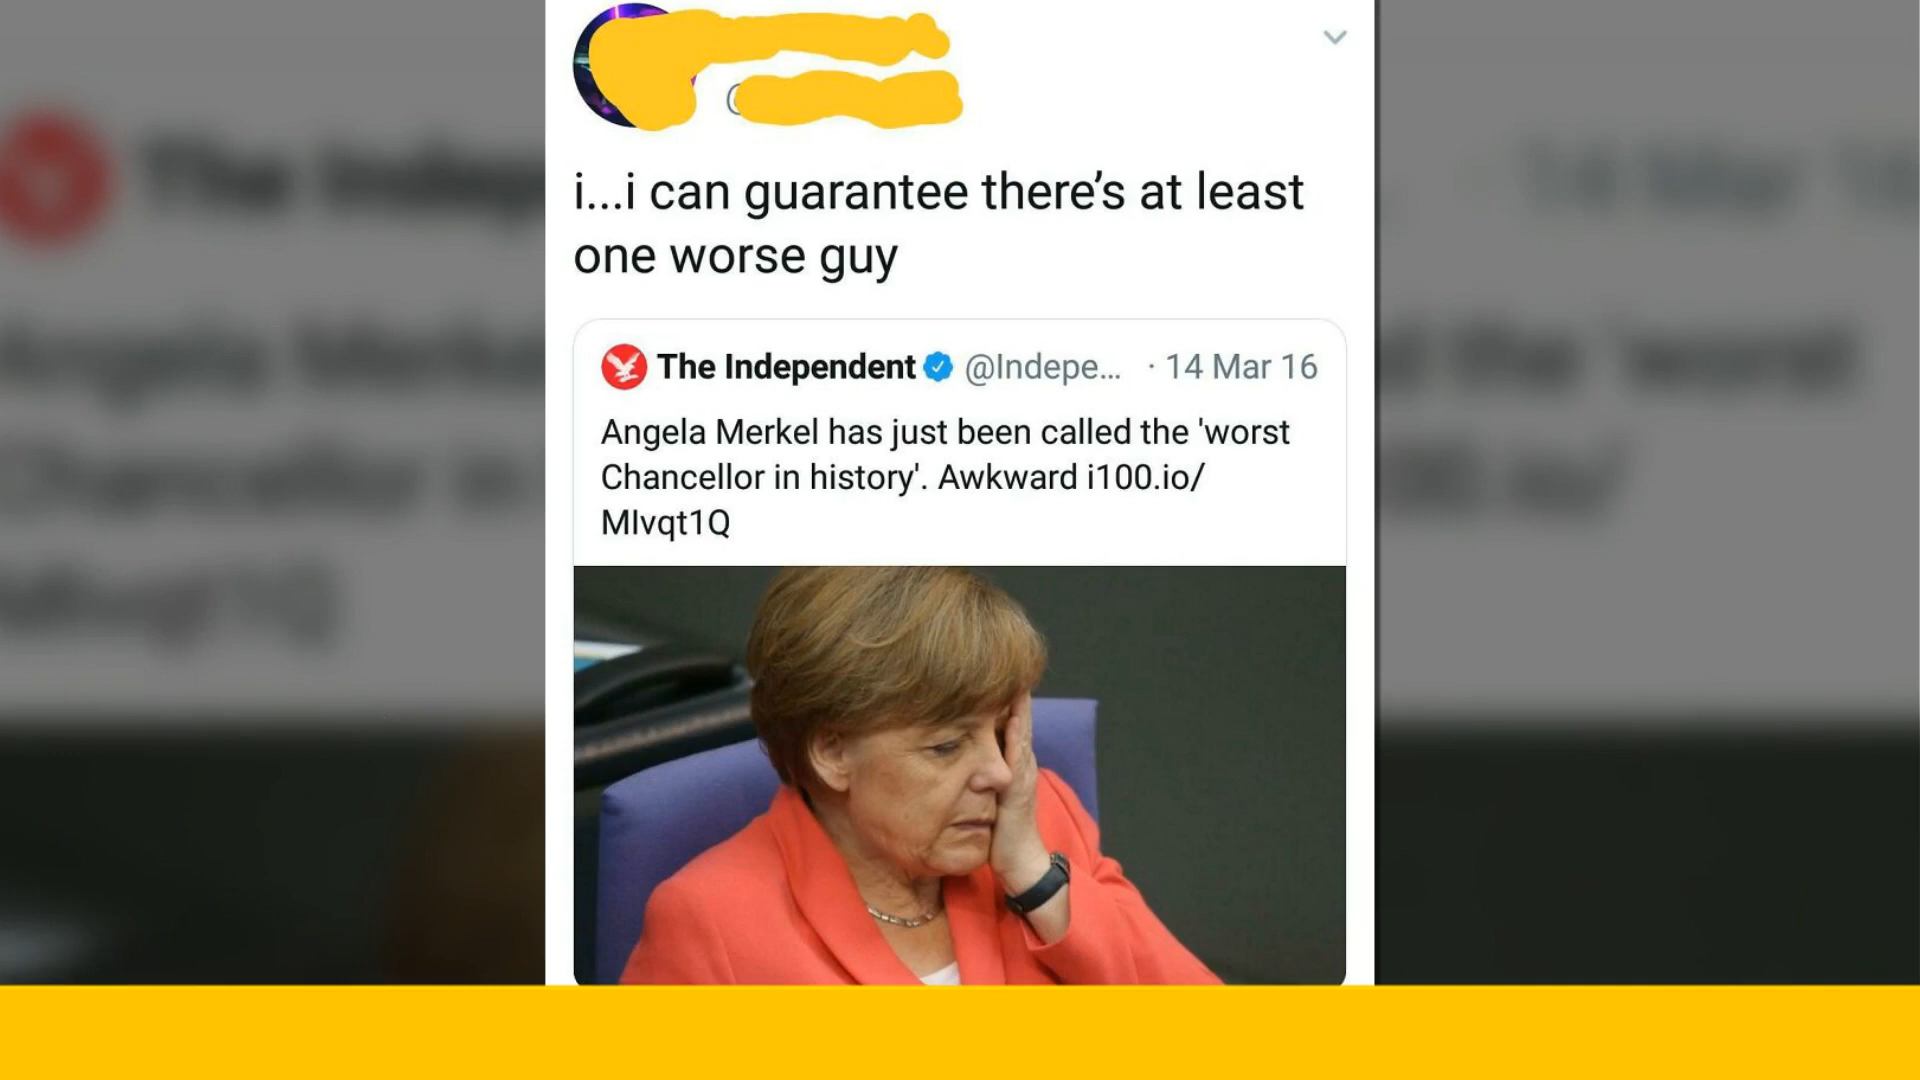 i...i can guarantee there's at least
one worse guy
The Independent @Indepe... · 14 Mar 16
Angela Merkel has just been called the 'worst
Chancellor in history'. Awkward i100.io/
MIvqt1Q